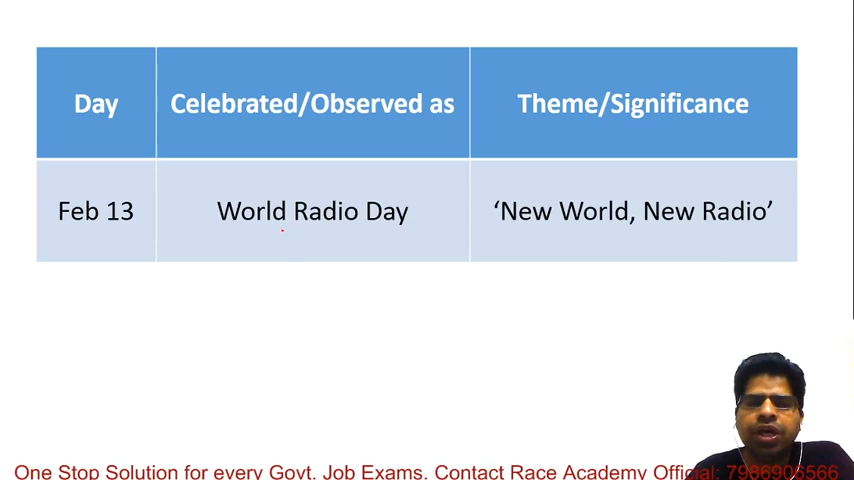 Day Celebrated/Observed as Theme/Significance
Feb 13 World Radio Day ‘New World, New Radio’
One Stop Solution for every Govt. Job Exams. Contact Race Academy Official: 7986906566